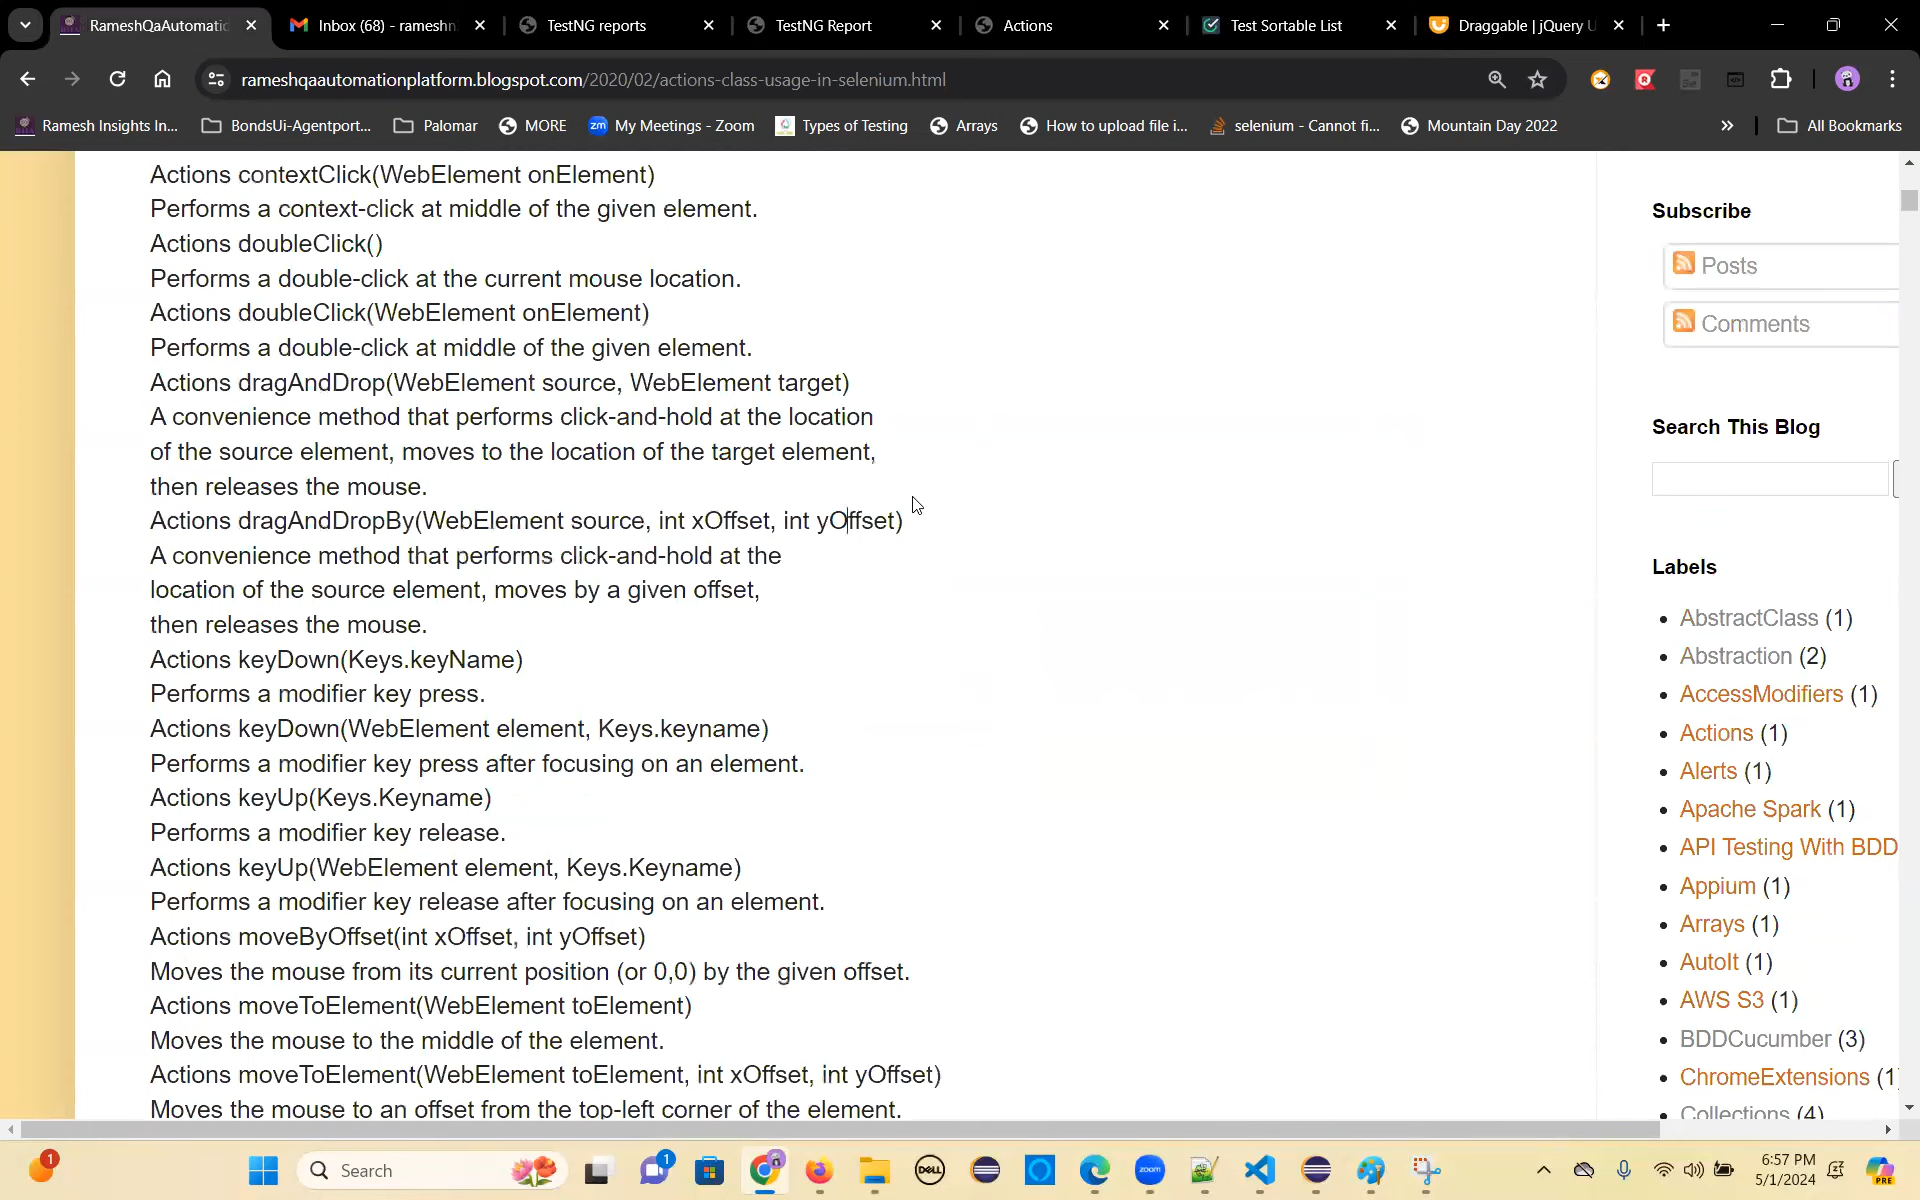 RameshQaAutomatic
Inbox (68) - rameshn
TestNG reports
TestNG Report
Actions
Test Sortable List
Draggable | jQuery U
rameshqaautomationplatform.blogspot.com/2020/02/actions-class-usage-in-selenium.html
Ramesh Insights In...
BondsUi-Agentport...
Palomar
MORE
zm My Meetings - Zoom
Types of Testing
Arrays
How to upload file i...
selenium - Cannot fi...
Mountain Day 2022
All Bookmarks
Actions contextClick(WebElement onElement)
Performs a context-click at middle of the given element.
Actions doubleClick()
Performs a double-click at the current mouse location.
Actions doubleClick(WebElement onElement)
Performs a double-click at middle of the given element.
Actions dragAndDrop(WebElement source, WebElement target)
A convenience method that performs click-and-hold at the location
of the source element, moves to the location of the target element,
then releases the mouse.
Actions dragAndDropBy(WebElement source, int xOffset, int yOffset)
A convenience method that performs click-and-hold at the
location of the source element, moves by a given offset,
then releases the mouse.
Actions keyDown(Keys.keyName)
Performs a modifier key press.
Actions keyDown(WebElement element, Keys.keyname)
Performs a modifier key press after focusing on an element.
Actions keyUp(Keys.Keyname)
Performs a modifier key release.
Actions keyUp(WebElement element, Keys.Keyname)
Performs a modifier key release after focusing on an element.
Actions moveByOffset(int xOffset, int yOffset)
Moves the mouse from its current position (or 0,0) by the given offset.
Actions moveToElement(WebElement toElement)
Moves the mouse to the middle of the element.
Actions moveToElement(WebElement toElement, int xOffset, int yOffset)
Moves the mouse to an offset from the top-left corner of the element.
Subscribe
Posts
Comments
Search This Blog
Labels
AbstractClass (1)
Abstraction (2)
AccessModifiers (1)
Actions (1)
Alerts (1)
Apache Spark (1)
API Testing With BDD
Appium (1)
Arrays (1)
AutoIt (1)
AWS S3 (1)
BDDCucumber (3)
ChromeExtensions (1
Collections (4)
1
Search
1
DELL
zoom
6:57 PM
5/1/2024
PRE